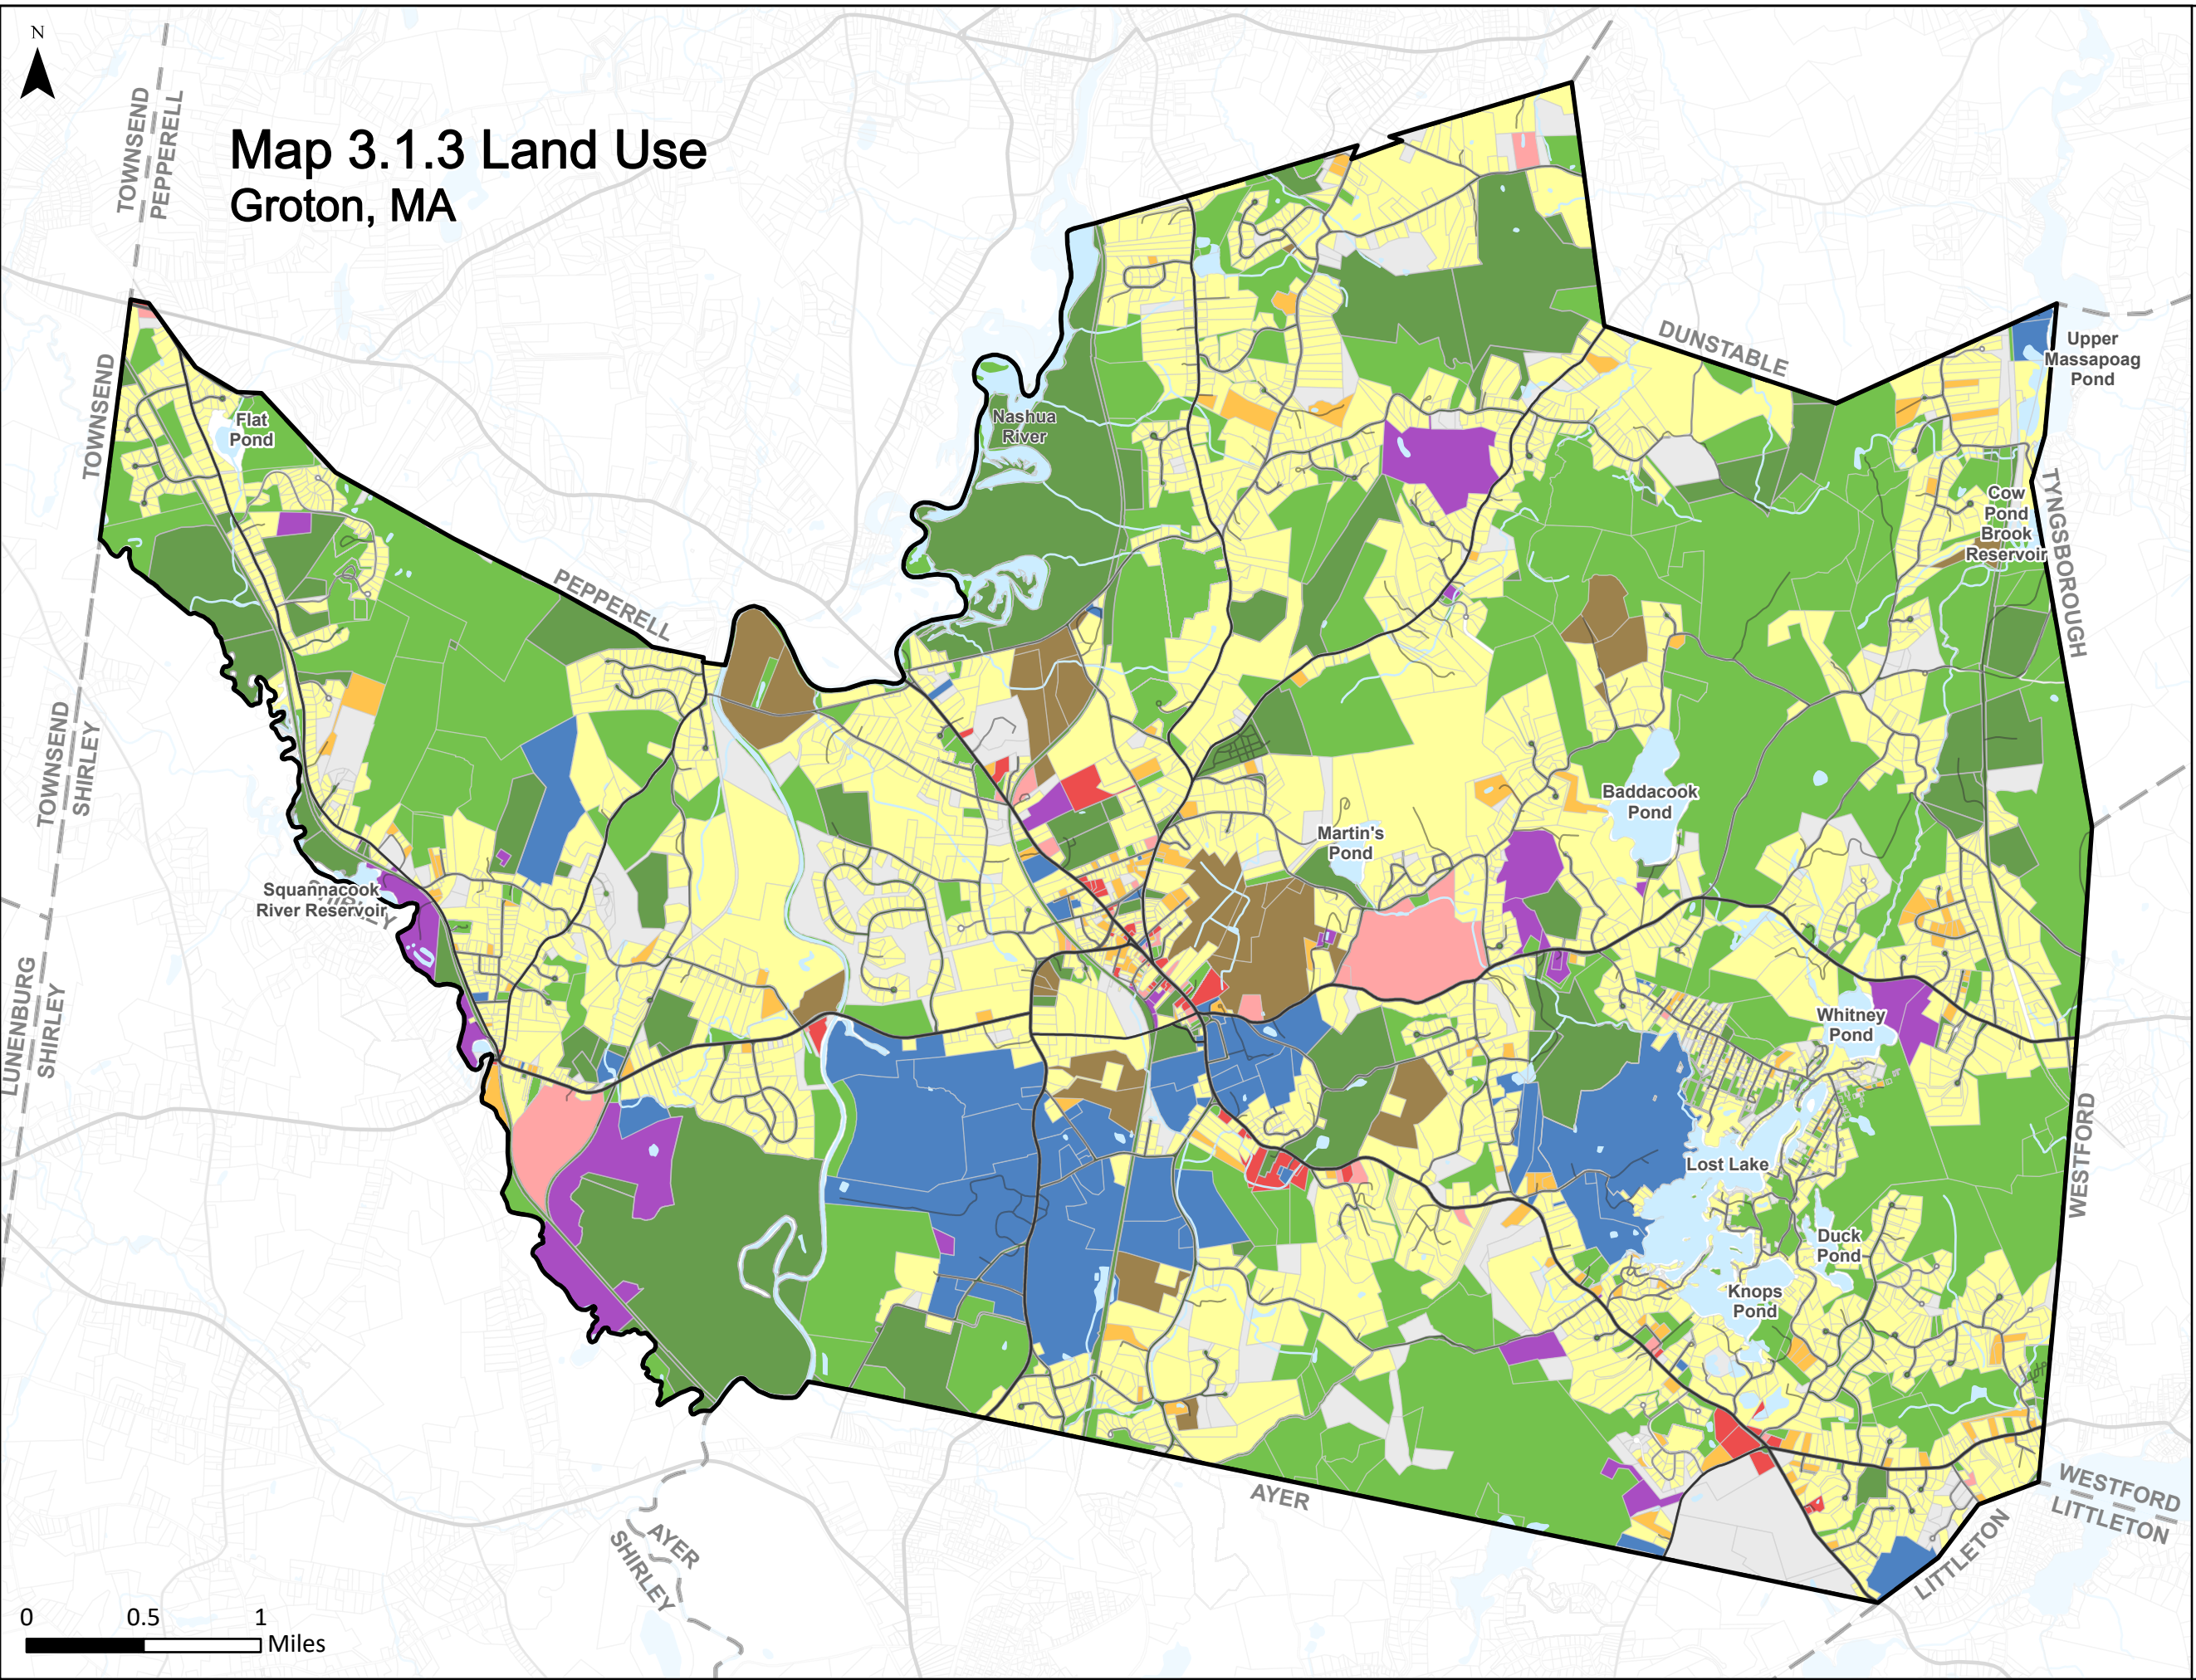 N
Map 3.1.3 Land Use
Groton, MA
TOWNSEND
PEPPERELL
TOWNSEND
Flat
Pond
PEPPERELL
Nashua
River
DUNSTABLE
Upper
Massapoag
Pond
Cow
Pond
Brook
Reservoir
TYNGSBOROUGH
TOWNSEND
SHIRLEY
Squannacook
River Reservoir
LUNENBURG
SHIRLEY
Martin's
Pond
Baddacook
Pond
Whitney
Pond
Lost Lake
Duck
Pond
Knops
Pond
WESTFORD
AYER
AYER
SHIRLEY
LITTLETON
WESTFORD
LITTLETON
0 0.5 1
Miles